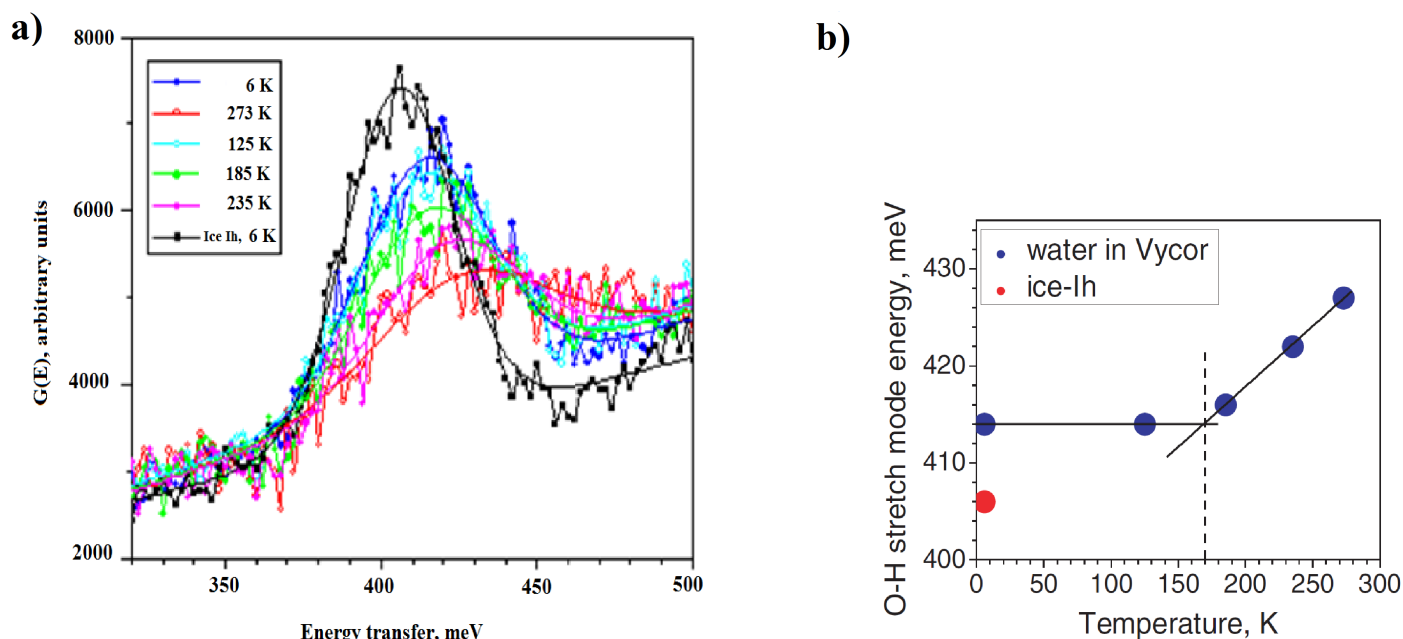 a)
8000
6000
4000
2000
G(E), arbitrary units
6 K
273 K
125 K
185 K
235 K
Ice Ih, 6 K
350
400
450
500
Energy transfer, meV
b)
O-H stretch mode energy, meV
430
420
410
400
water in Vycor
ice-Ih
0
50
100
150
200
250
300
Temperature, K